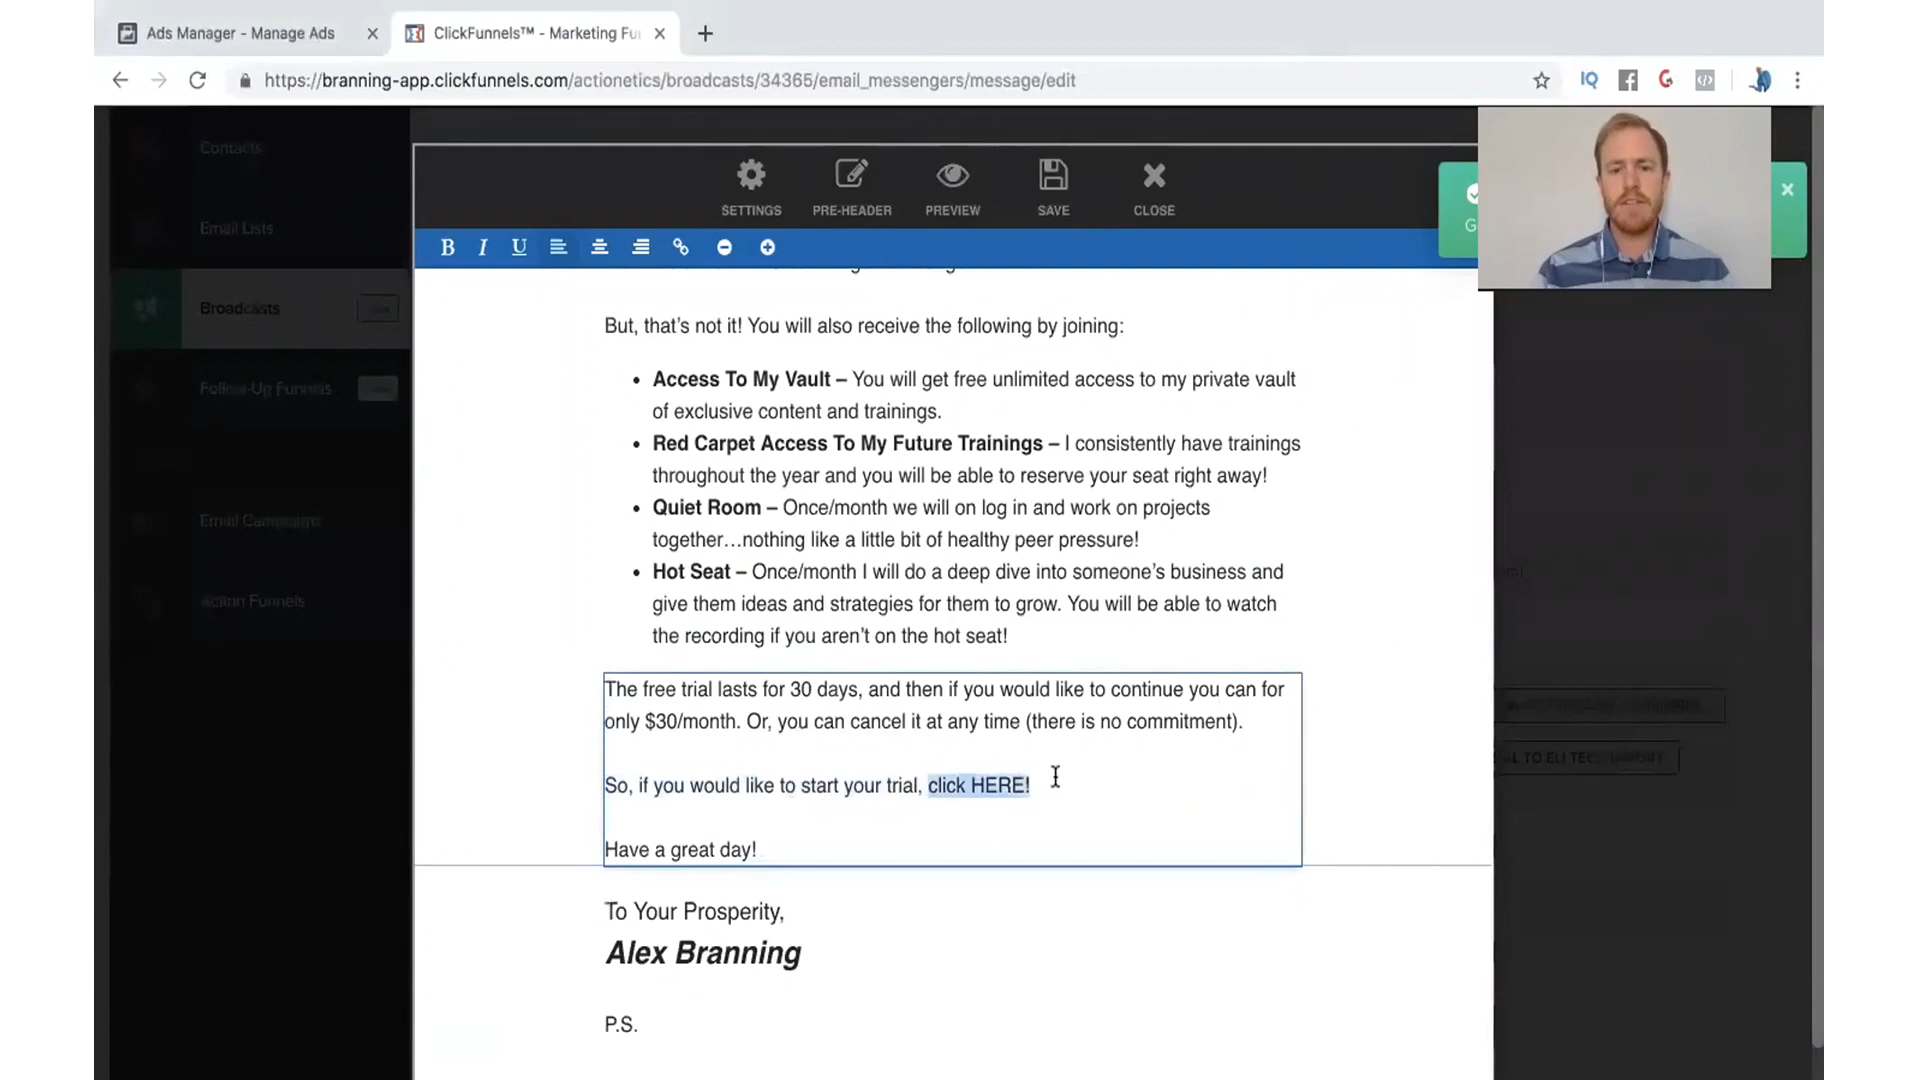 Ads Manager - Manage Ads
ClickFunnels™ - Marketing Fu
https://branning-app.clickfunnels.com/actionetics/broadcasts/34365/email_messengers/message/edit
IQ
Contacts
Email Lists
Broadcasts
Follow-Up Funnels
Email Campaigns
Action Funnels
SETTINGS
PRE-HEADER
PREVIEW
SAVE
CLOSE
G
B I U
But, that’s not it! You will also receive the following by joining:
• Access To My Vault – You will get free unlimited access to my private vault
of exclusive content and trainings.
• Red Carpet Access To My Future Trainings – I consistently have trainings
throughout the year and you will be able to reserve your seat right away!
• Quiet Room – Once/month we will on log in and work on projects
together…nothing like a little bit of healthy peer pressure!
• Hot Seat – Once/month I will do a deep dive into someone’s business and
give them ideas and strategies for them to grow. You will be able to watch
the recording if you aren’t on the hot seat!
The free trial lasts for 30 days, and then if you would like to continue you can for
only $30/month. Or, you can cancel it at any time (there is no commitment).
So, if you would like to start your trial, click HERE!
Have a great day!
To Your Prosperity,
Alex Branning
P.S.